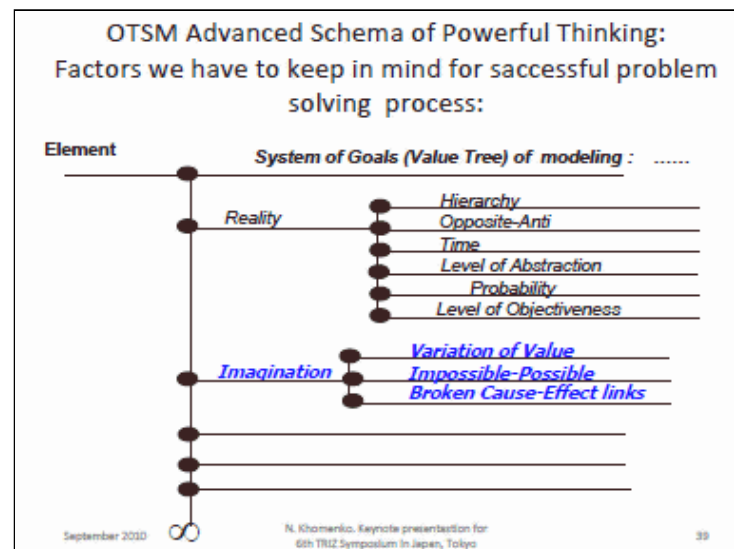 OTSM Advanced Schema of Powerful Thinking:
Factors we have to keep in mind for saccessful problem
solving process:
Element
System of Goals (Value Tree) of modeling : ......
Reality
Hierarchy
Opposite-Anti
Time
Level of Abstraction
Probability
Level of Objectiveness
Imagination
Variation of Value
Impossible-Possible
Broken Cause-Effect links
∞
September 2010
N. Khomenko. Keynote presentastion for
6th TRIZ Symposium In Japan, Tokyo
39